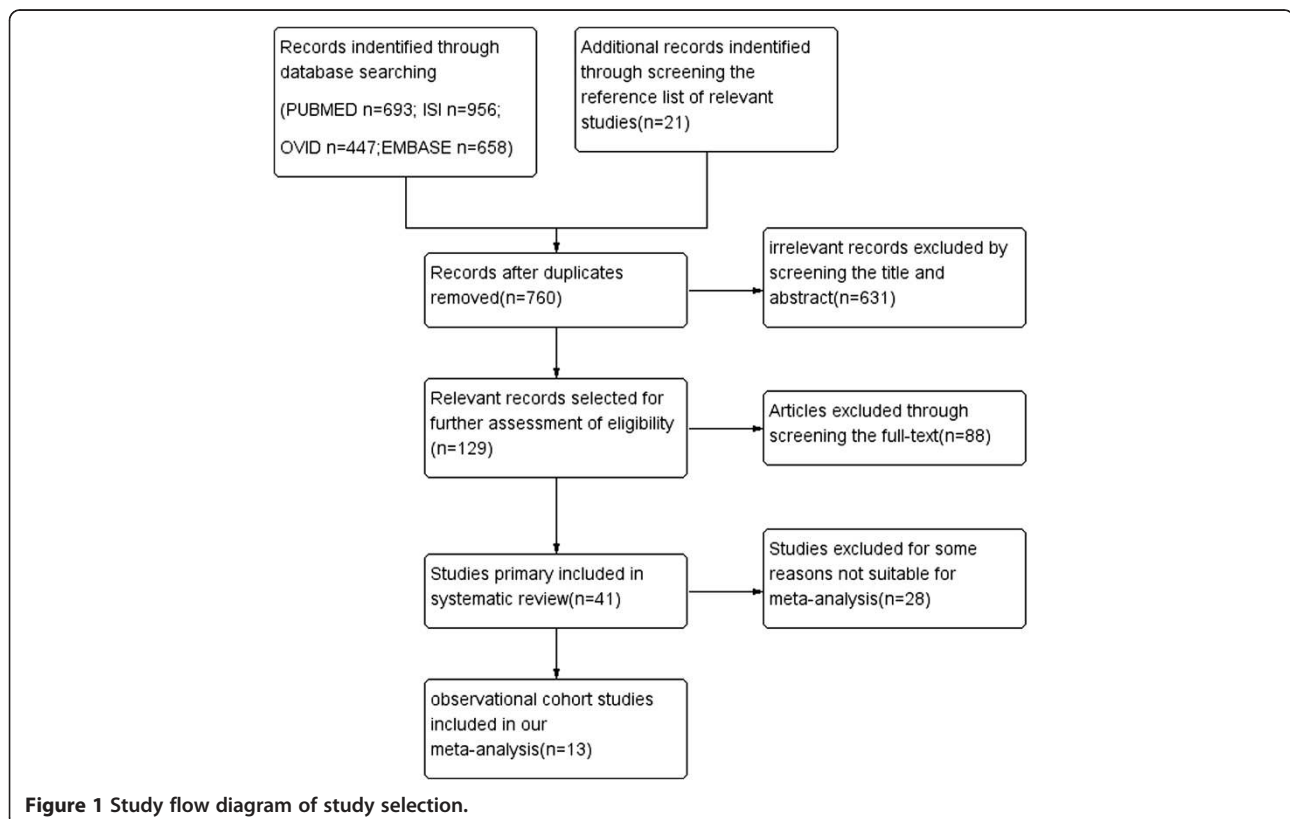 Records indentified through
database searching
(PUBMED n=693; ISI n=956;
OVID n=447;EMBASE n=658)
Additional records indentified
through screening the
reference list of relevant
studies(n=21)
Records after duplicates
removed(n=760)
irrelevant records excluded by
screening the title and
abstract(n=631)
Relevant records selected for
further assessment of eligibility
(n=129)
Articles excluded through
screening the full-text(n=88)
Studies primary included in
systematic review(n=41)
Studies excluded for some
reasons not suitable for
meta-analysis(n=28)
observational cohort studies
included in our
meta-analysis(n=13)
Figure 1 Study flow diagram of study selection.